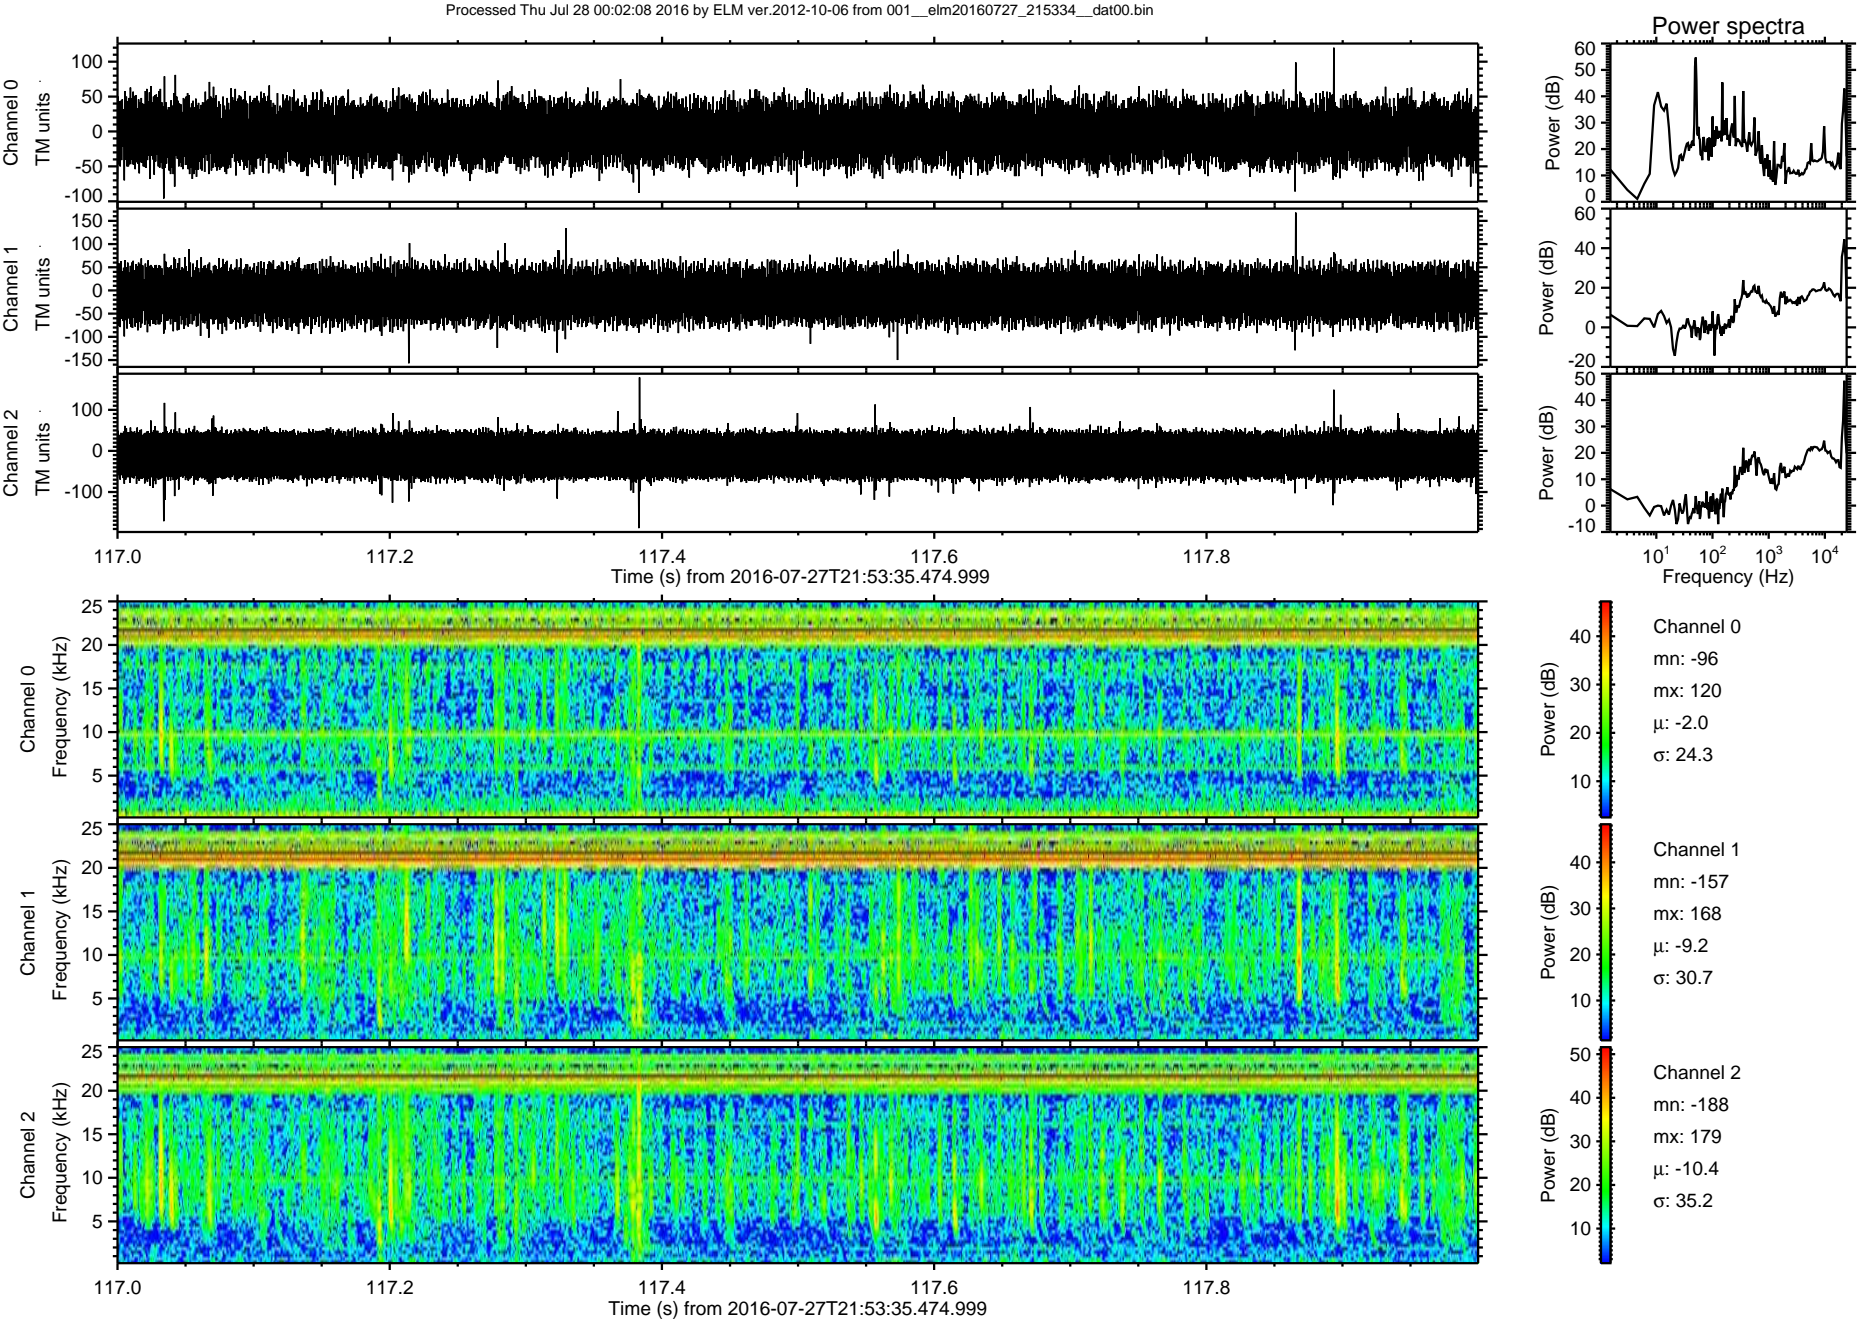 Processed Thu Jul 28 00:02:08 2016 by ELM ver.2012-10-06 from 001__elm20160727_215334__dat00.bin
Power spectra
Channel 0
TM units
100
50
0
-50
-100
Power (dB)
60
50
40
30
20
10
0
Channel 1
TM units
150
100
50
0
-50
-100
-150
Power (dB)
60
40
20
0
-20
Channel 2
TM units
100
0
-100
Power (dB)
50
40
30
20
10
0
-10
117.0 117.2 117.4 117.6 117.8
Time (s) from 2016-07-27T21:53:35.474.999
10¹ 10² 10³ 10⁴
Frequency (Hz)
Channel 0
Frequency (kHz)
25
20
15
10
5
Power (dB)
40
30
20
10
Channel 0
mn: -96
mx: 120
μ: -2.0
σ: 24.3
Channel 1
Frequency (kHz)
25
20
15
10
5
Power (dB)
40
30
20
10
Channel 1
mn: -157
mx: 168
μ: -9.2
σ: 30.7
Channel 2
Frequency (kHz)
25
20
15
10
5
Power (dB)
50
40
30
20
10
Channel 2
mn: -188
mx: 179
μ: -10.4
σ: 35.2
117.0 117.2 117.4 117.6 117.8
Time (s) from 2016-07-27T21:53:35.474.999